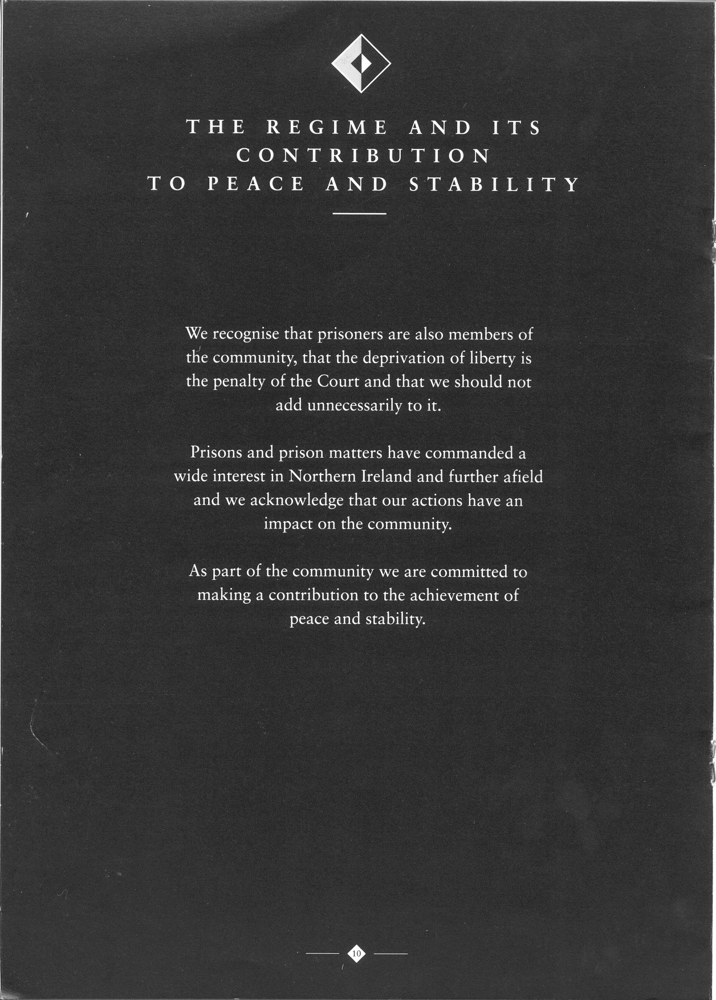 THE REGIME AND ITS
CONTRIBUTION
TO PEACE AND STABILITY
We recognise that prisoners are also members of
the community, that the deprivation of liberty is
the penalty of the Court and that we should not
add unnecessarily to it.
Prisons and prison matters have commanded a
wide interest in Northern Ireland and further afield
and we acknowledge that our actions have an
impact on the community.
As part of the community we are committed to
making a contribution to the achievement of
peace and stability.
10